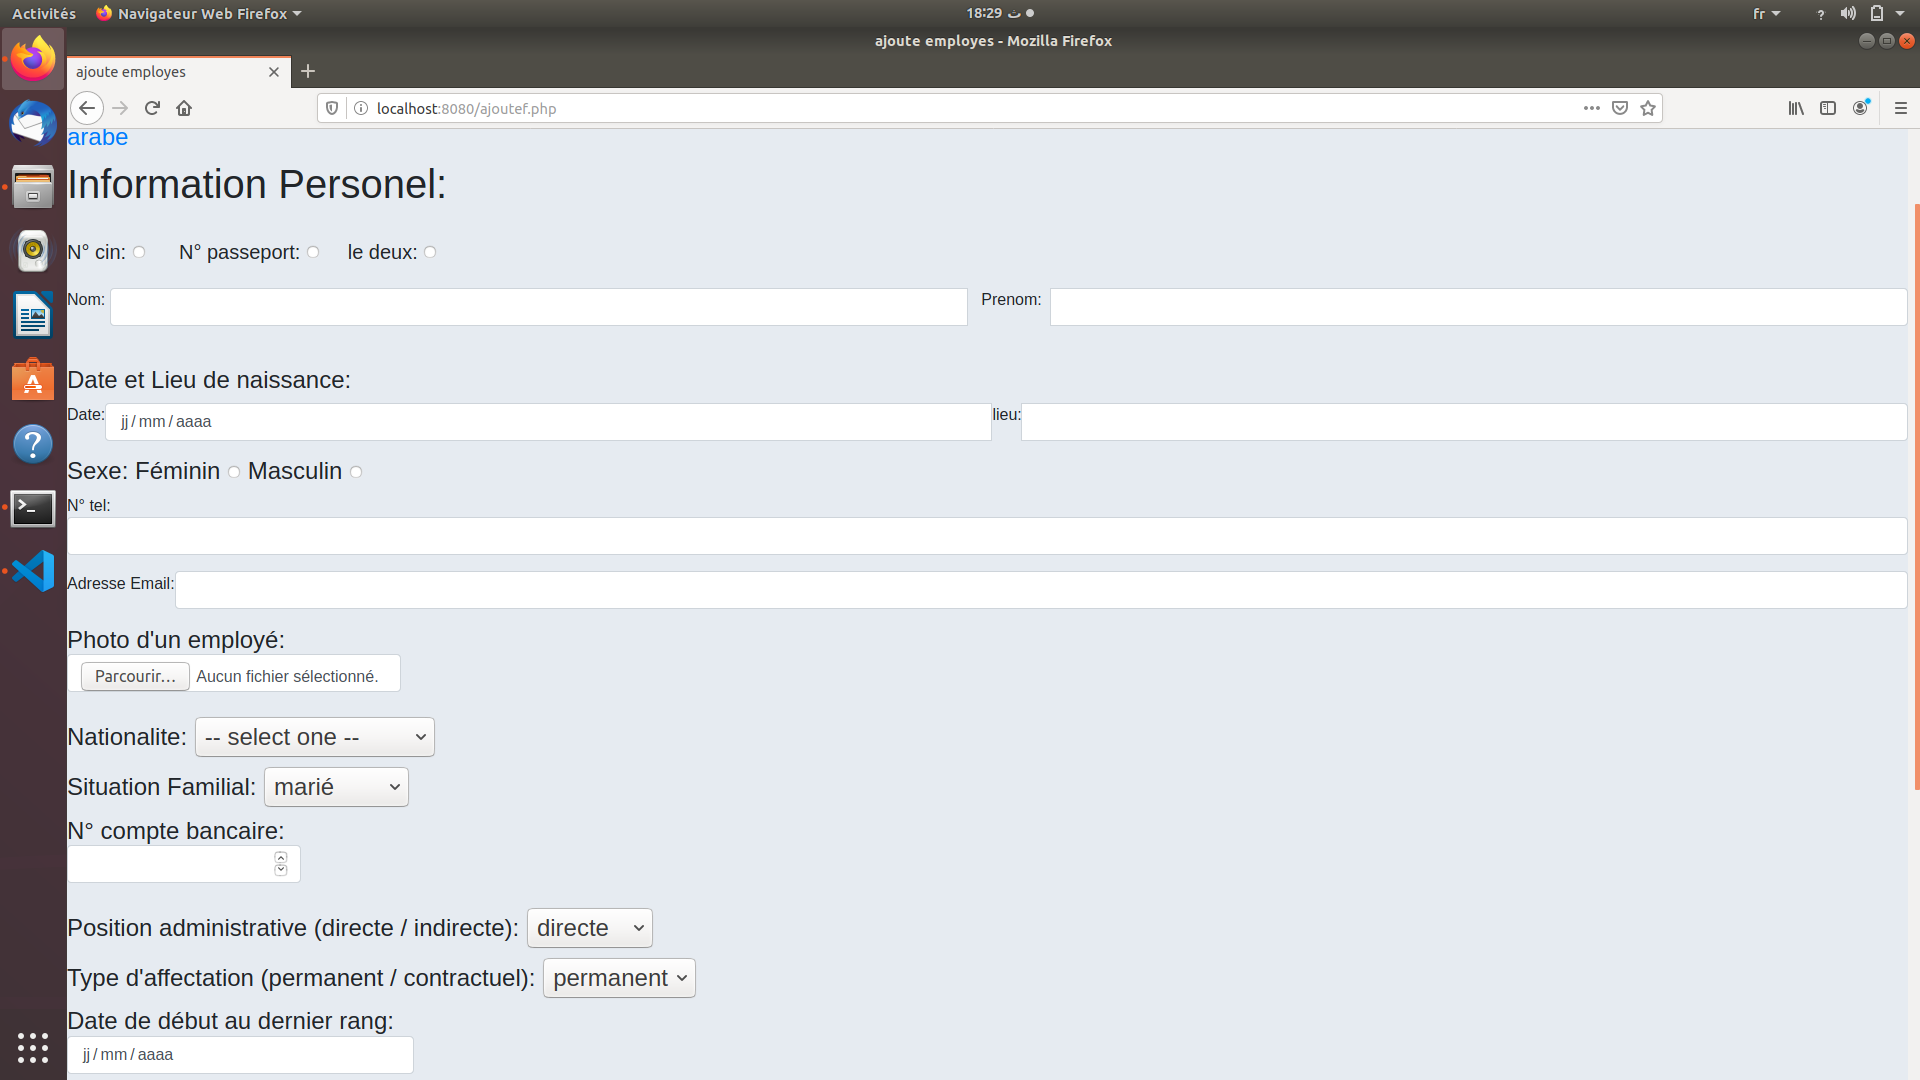 Activités Navigateur Web Firefox 18:29 ث fr ?
ajoute employes - Mozilla Firefox
ajoute employes
localhost:8080/ajoutef.php
arabe
Information Personel:
N° cin: N° passeport: le deux:
Nom: Prenom:
Date et Lieu de naissance:
Date: jj / mm / aaaa lieu:
Sexe: Féminin Masculin
N° tel:
Adresse Email:
Photo d'un employé:
Parcourir... Aucun fichier sélectionné.
Nationalite: -- select one --
Situation Familial: marié
N° compte bancaire:
Position administrative (directe / indirecte): directe
Type d'affectation (permanent / contractuel): permanent
Date de début au dernier rang:
jj / mm / aaaa